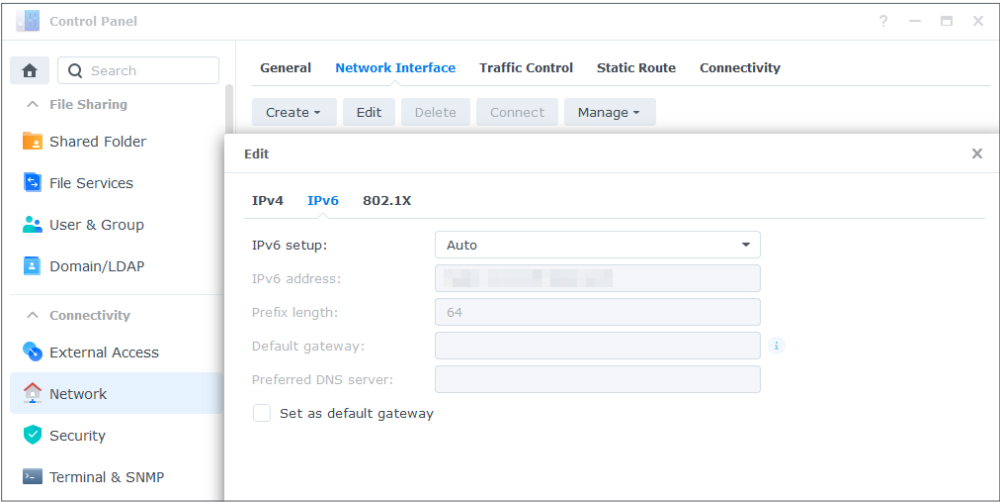 Control Panel
?
Search
General Network Interface Traffic Control Static Route Connectivity
Create Edit Delete Connect Manage
File Sharing
Shared Folder
File Services
User & Group
Domain/LDAP
Connectivity
External Access
Network
Security
Terminal & SNMP
Edit
IPv4 IPv6 802.1X
IPv6 setup: Auto
IPv6 address:
Prefix length: 64
Default gateway:
Preferred DNS server:
Set as default gateway